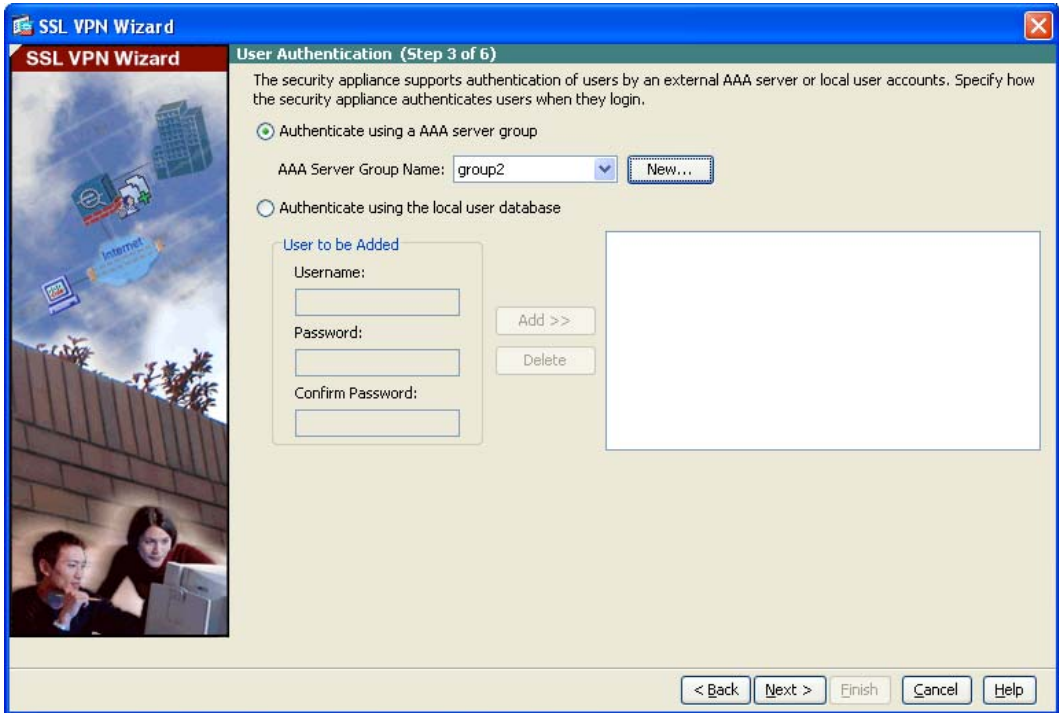 SSL VPN Wizard
SSL VPN Wizard
User Authentication (Step 3 of 6)
The security appliance supports authentication of users by an external AAA server or local user accounts. Specify how
the security appliance authenticates users when they login.
Authenticate using a AAA server group
AAA Server Group Name: group2 New...
Authenticate using the local user database
User to be Added
Username:
Password:
Confirm Password:
Add >>
Delete
Internet
< Back Next > Finish Cancel Help